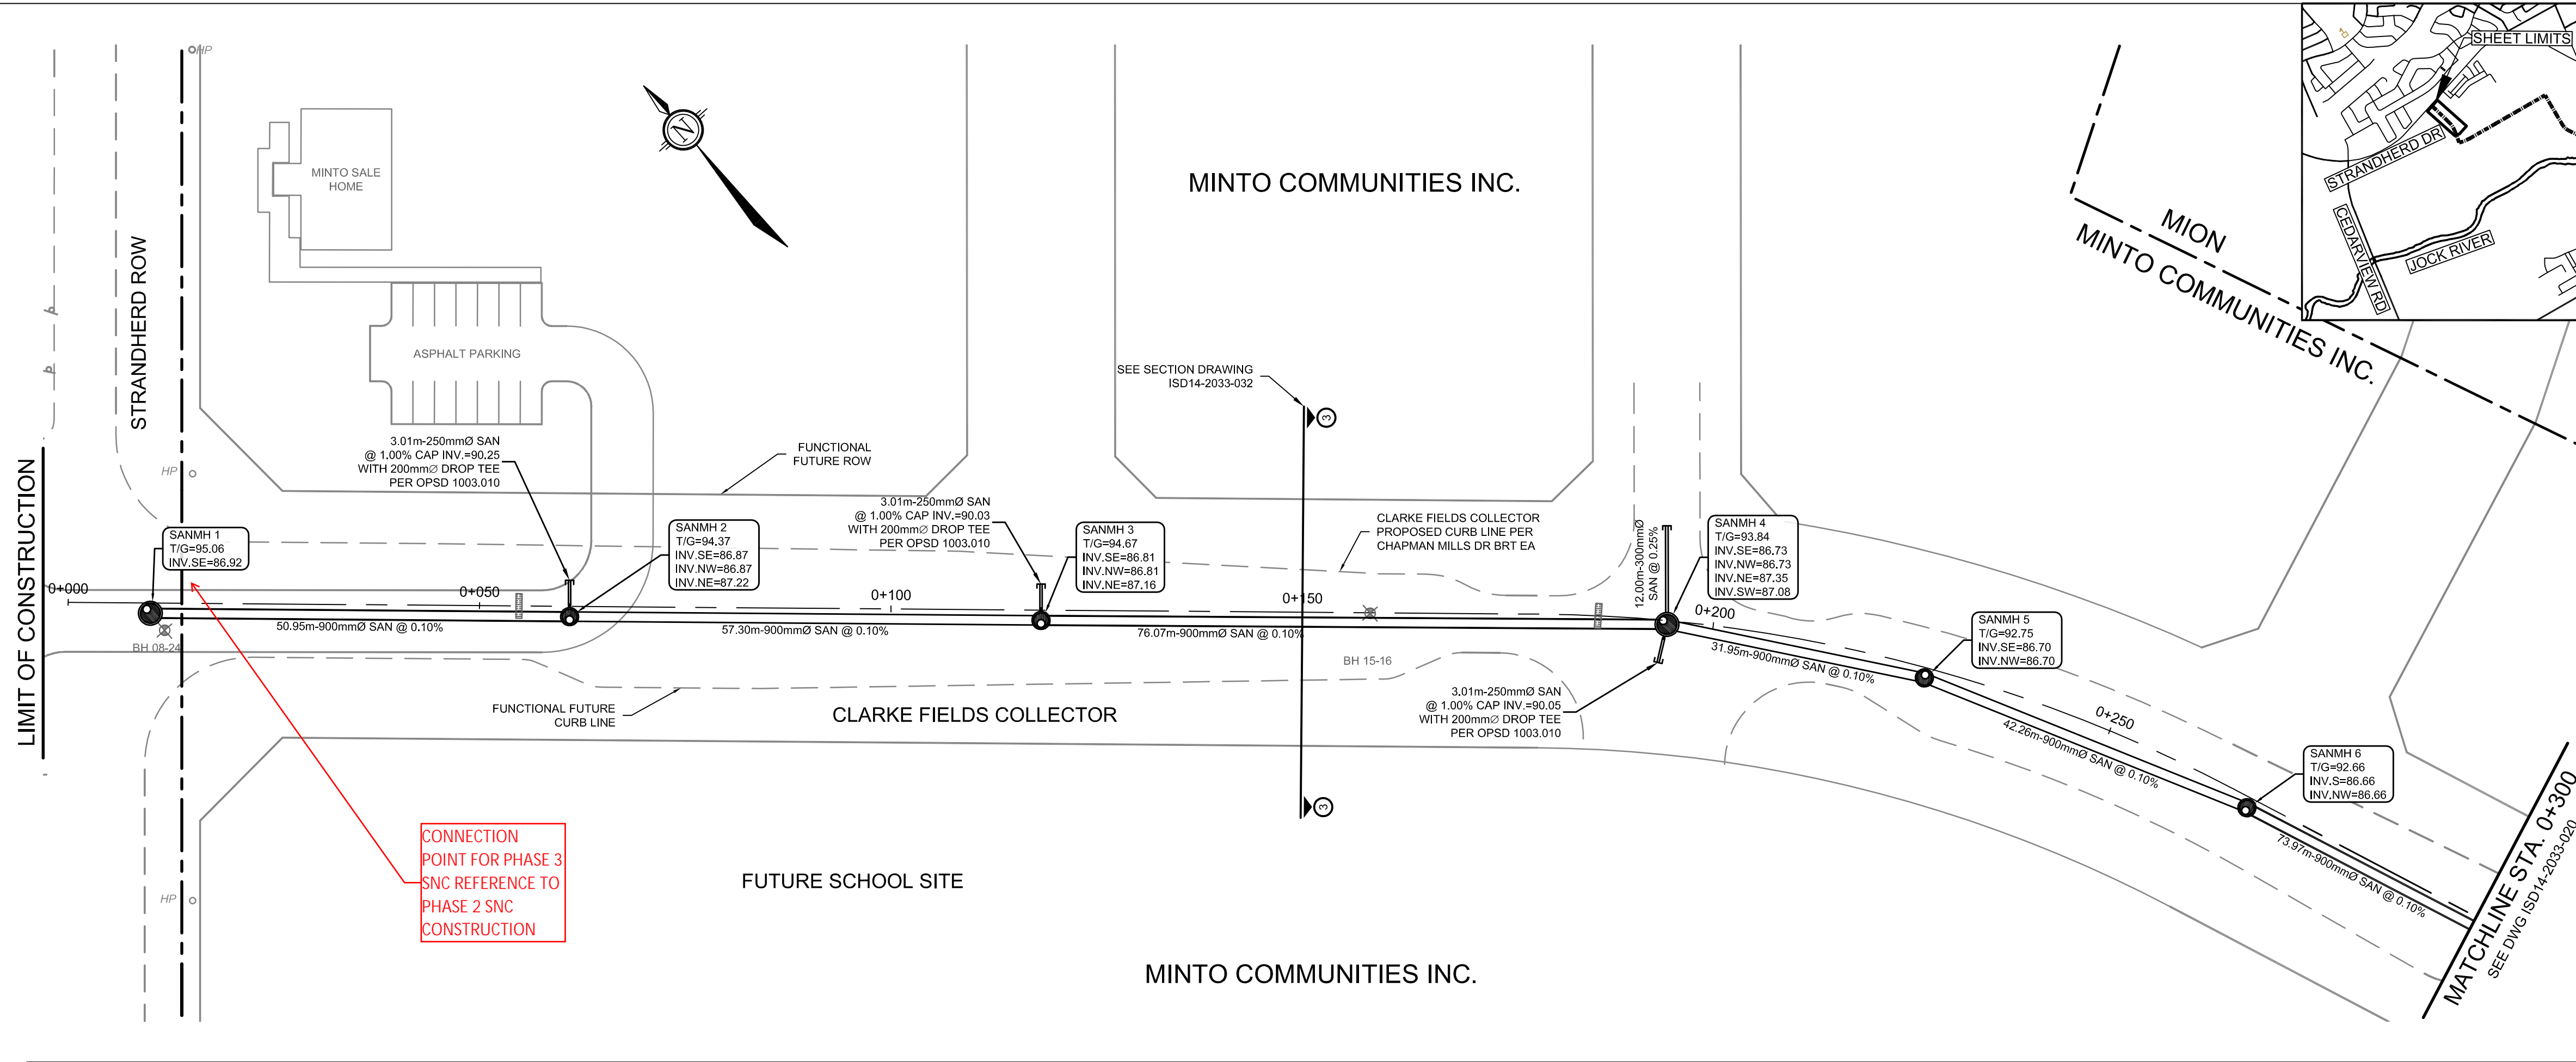 HP
SHEET LIMITS
STRANDHERD DR
CEDARVIEW RD
JOCK RIVER
N
MINTO SALE
HOME
MINTO COMMUNITIES INC.
MION
MINTO COMMUNITIES INC.
STRANDHERD ROW
ASPHALT PARKING
SEE SECTION DRAWING
ISD14-2033-032
3
3.01m-250mmØ SAN
@ 1.00% CAP INV.=90.25
WITH 200mmØ DROP TEE
PER OPSD 1003.010
FUNCTIONAL
FUTURE ROW
HP
LIMIT OF CONSTRUCTION
SANMH 1
T/G=95.06
INV.SE=86.92
SANMH 2
T/G=94.37
INV.SE=86.87
INV.NW=86.87
INV.NE=87.22
3.01m-250mmØ SAN
@ 1.00% CAP INV.=90.03
WITH 200mmØ DROP TEE
PER OPSD 1003.010
SANMH 3
T/G=94.67
INV.SE=86.81
INV.NW=86.81
INV.NE=87.16
CLARKE FIELDS COLLECTOR
PROPOSED CURB LINE PER
CHAPMAN MILLS DR BRT EA
12.00m-300mmØ
SAN @ 0.25%
SANMH 4
T/G=93.84
INV.SE=86.73
INV.NW=86.73
INV.NE=87.35
INV.SW=87.08
0+000
0+050
0+100
0+150
0+200
50.95m-900mmØ SAN @ 0.10%
57.30m-900mmØ SAN @ 0.10%
76.07m-900mmØ SAN @ 0.10%
31.95m-900mmØ SAN @ 0.10%
SANMH 5
T/G=92.75
INV.SE=86.70
INV.NW=86.70
BH 08-24
BH 15-16
3.01m-250mmØ SAN
@ 1.00% CAP INV.=90.05
WITH 200mmØ DROP TEE
PER OPSD 1003.010
FUNCTIONAL FUTURE
CURB LINE
CLARKE FIELDS COLLECTOR
0+250
42.26m-900mmØ SAN @ 0.10%
SANMH 6
T/G=92.66
INV.S=86.66
INV.NW=86.66
73.97m-900mmØ SAN @ 0.10%
3
CONNECTION
POINT FOR PHASE 3
SNC REFERENCE TO
PHASE 2 SNC
CONSTRUCTION
HP
FUTURE SCHOOL SITE
MINTO COMMUNITIES INC.
MATCHLINE STA. 0+300
SEE DWG ISD14-2033-020